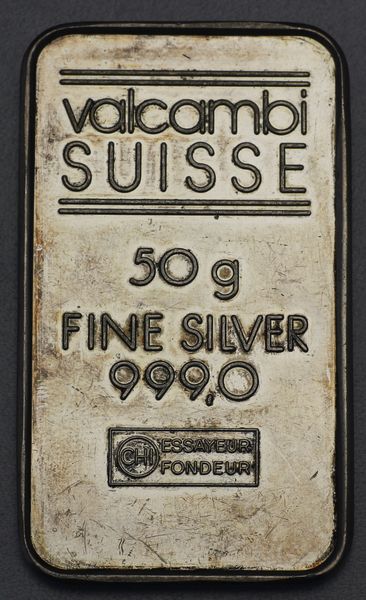 valcambi
SUISSE
50 g
FINE SILVER
999,0
CHI ESSAYEUR
FONDEUR